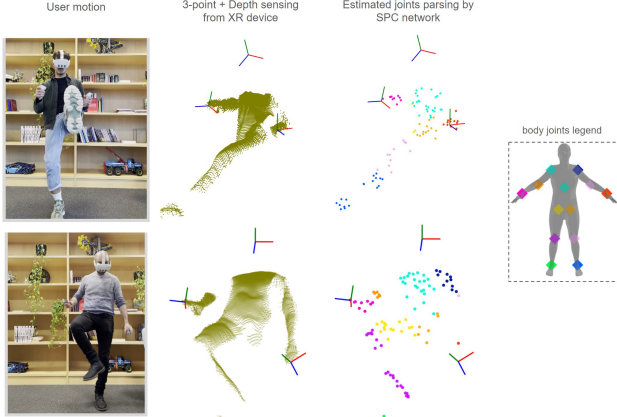 User motion
3-point + Depth sensing
from XR device
Estimated joints parsing by
SPC network
body joints legend